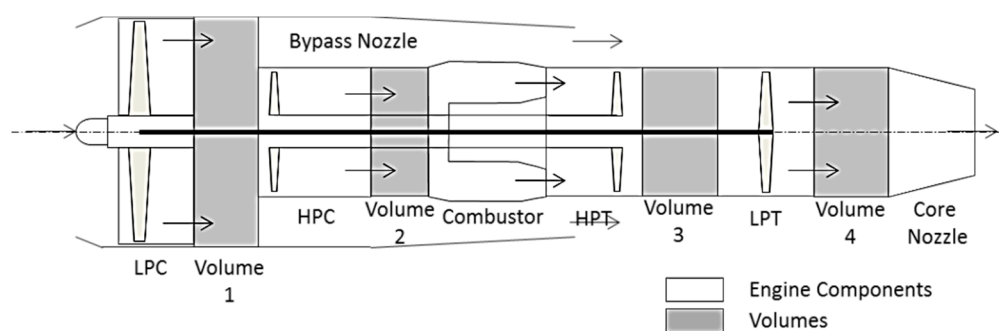 Bypass Nozzle
HPC
Volume
2
Combustor
HPT
Volume
3
LPT
Volume
4
Core
Nozzle
LPC
Volume
1
Engine Components
Volumes